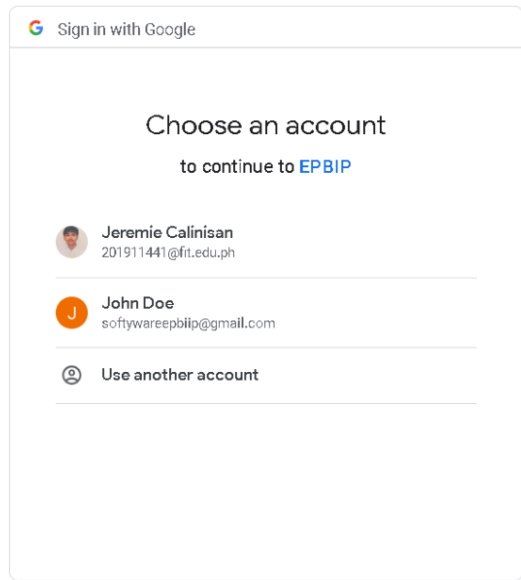 Sign in with Google
Choose an account
to continue to EPBIP
Jeremie Calinisan
201911441@fit.edu.ph
J
John Doe
softywareepbiip@gmail.com
Use another account